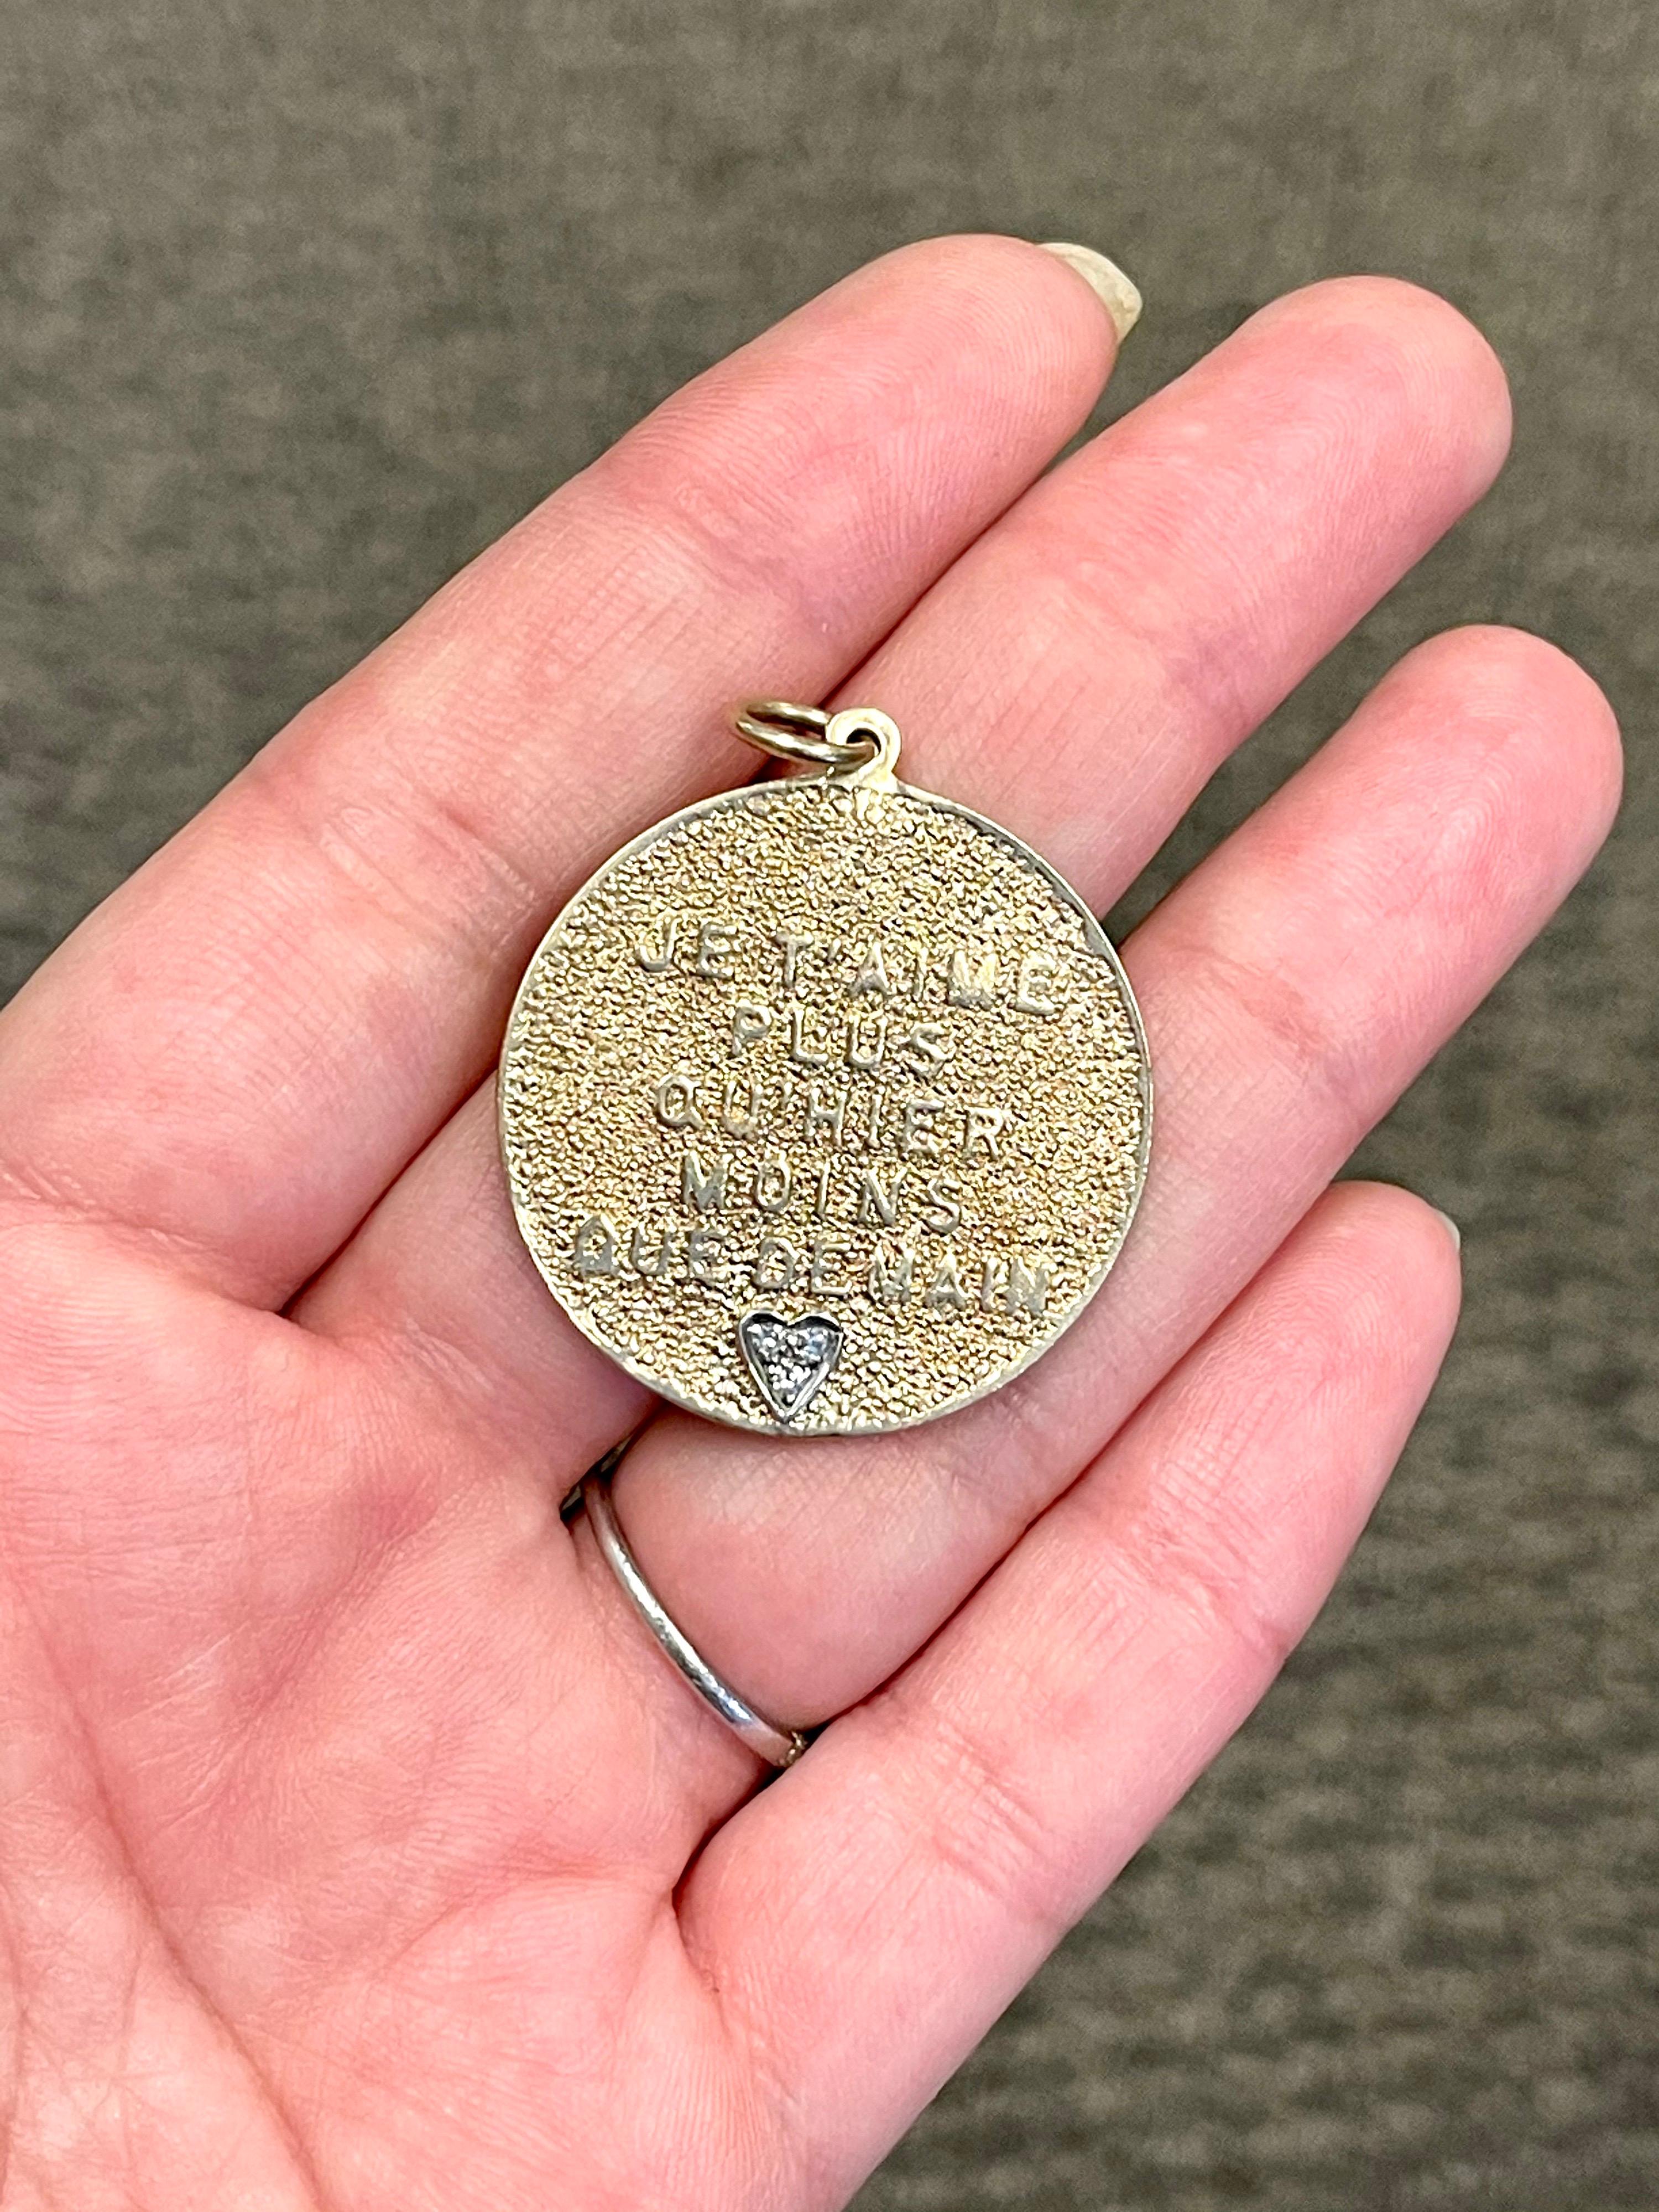 JE T'AIME
PLUS
QU'HIER
MOINS
QUE DEMAIN